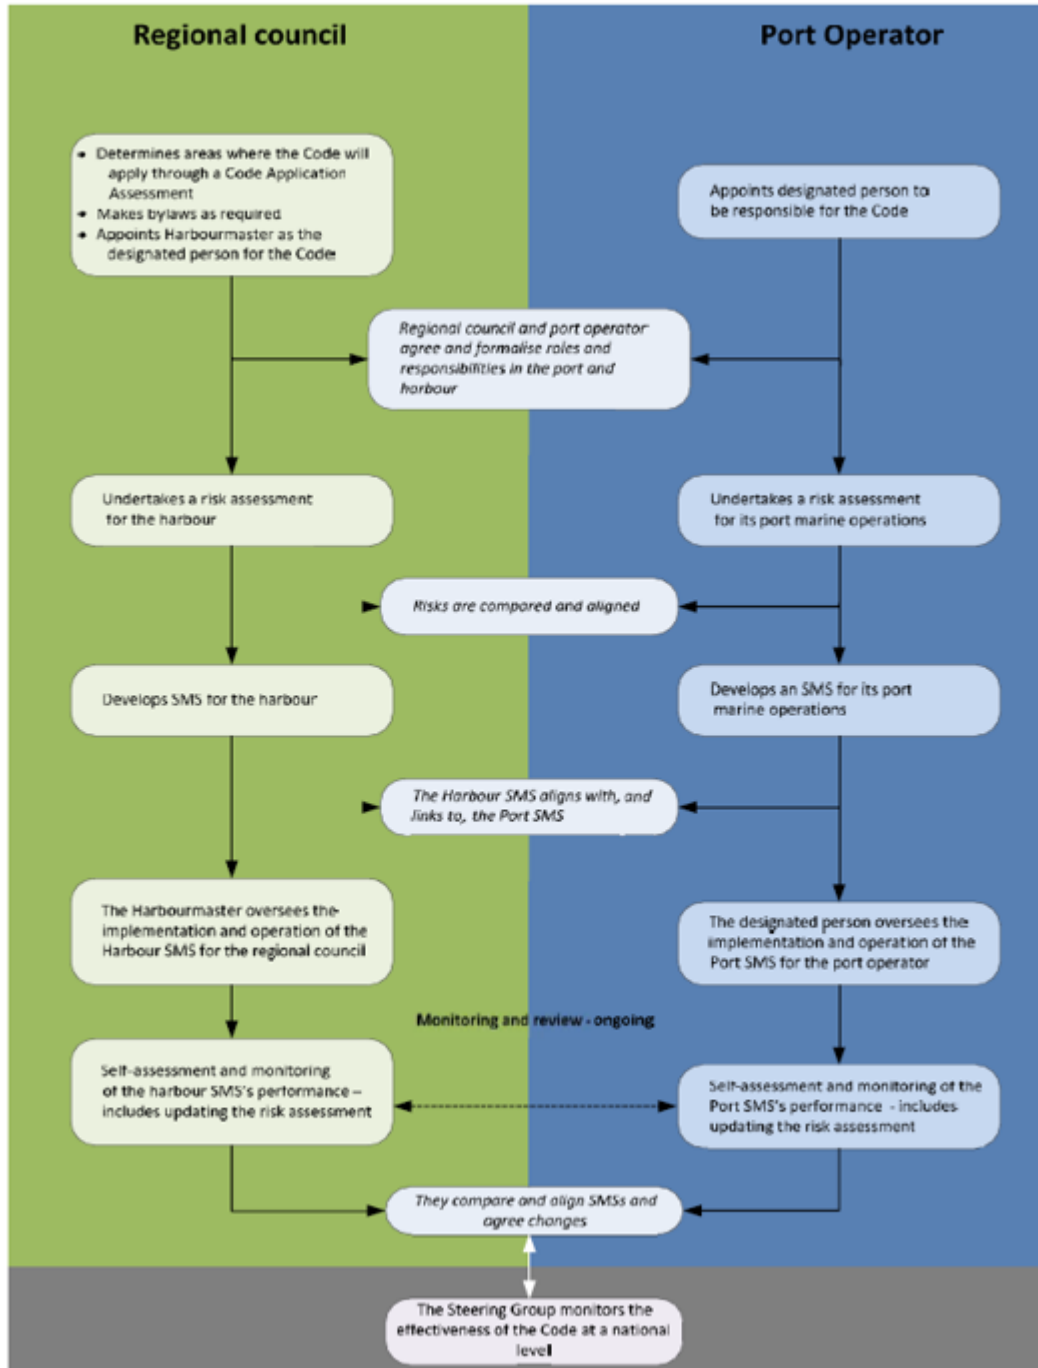 Regional council
Port Operator
• Determines areas where the Code will
apply through a Code Application
Assessment
• Makes bylaws as required
• Appoints Harbourmaster as the
designated person for the Code
Appoints designated person to
be responsible for the Code
Regional council and port operator
agree and formalise roles and
responsibilities in the port and
harbour
Undertakes a risk assessment
for the harbour
Undertakes a risk assessment
for its port marine operations
Risks are compared and aligned
Develops SMS for the harbour
Develops an SMS for its port
marine operations
The Harbour SMS aligns with, and
links to, the Port SMS
The Harbourmaster oversees the
implementation and operation of the
Harbour SMS for the regional council
The designated person oversees the
implementation and operation of the
Port SMS for the port operator
Monitoring and review - ongoing
Self-assessment and monitoring
of the harbour SMS's performance –
includes updating the risk assessment
Self-assessment and monitoring of the
Port SMS's performance - includes
updating the risk assessment
They compare and align SMSs and
agree changes
The Steering Group monitors the
effectiveness of the Code at a national
level